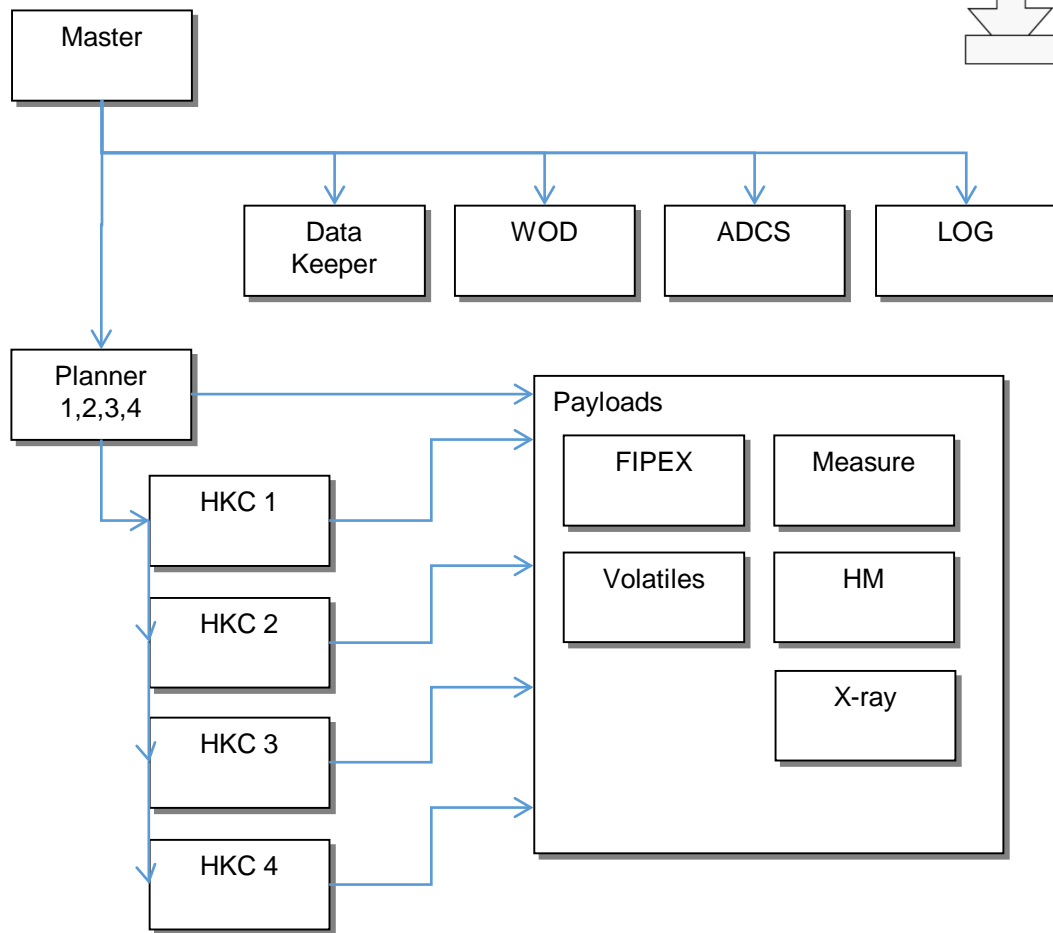 Master
Data
Keeper
WOD
ADCS
LOG
Planner
1,2,3,4
Payloads
FIPEX
Measure
HKC 1
Volatiles
HM
HKC 2
X-ray
HKC 3
HKC 4